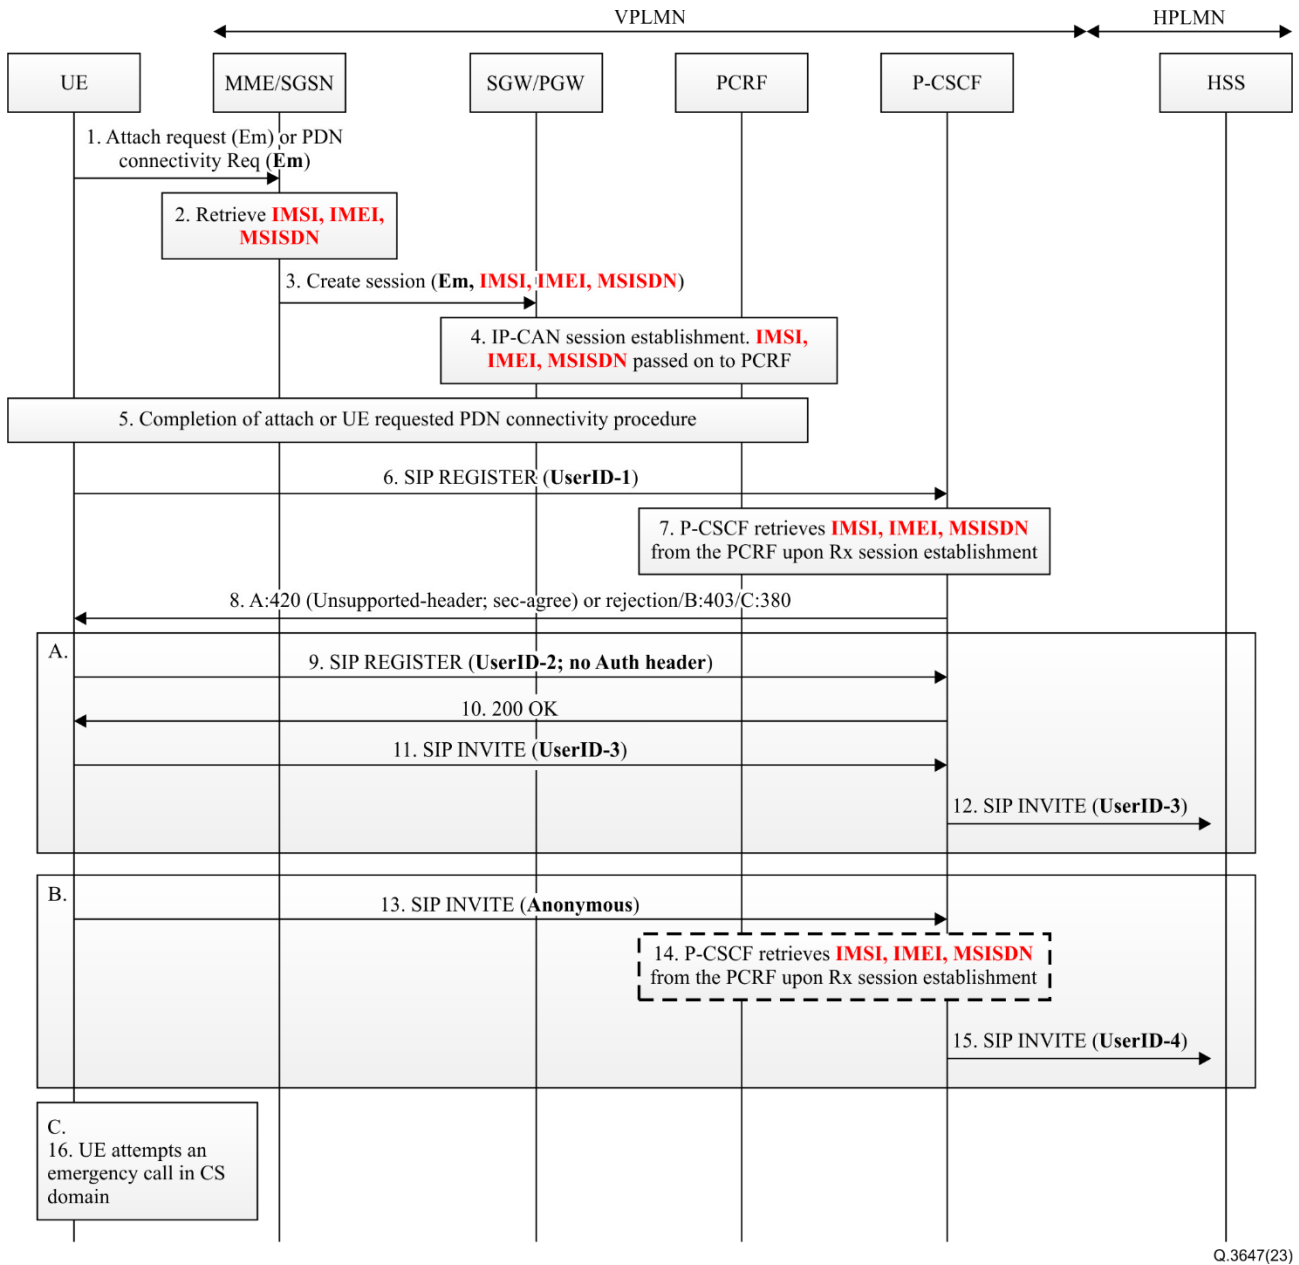 VPLMN
HPLMN
UE
MME/SGSN
SGW/PGW
PCRF
P-CSCF
HSS
1. Attach request (Em) or PDN
connectivity Req (Em)
2. Retrieve IMSI, IMEI,
MSISDN
3. Create session (Em, IMSI, IMEI, MSISDN)
4. IP-CAN session establishment. IMSI,
IMEI, MSISDN passed on to PCRF
5. Completion of attach or UE requested PDN connectivity procedure
6. SIP REGISTER (UserID-1)
7. P-CSCF retrieves IMSI, IMEI, MSISDN
from the PCRF upon Rx session establishment
8. A:420 (Unsupported-header; sec-agree) or rejection/B:403/C:380
A.
9. SIP REGISTER (UserID-2; no Auth header)
10. 200 OK
11. SIP INVITE (UserID-3)
12. SIP INVITE (UserID-3)
B.
13. SIP INVITE (Anonymous)
14. P-CSCF retrieves IMSI, IMEI, MSISDN
from the PCRF upon Rx session establishment
15. SIP INVITE (UserID-4)
C.
16. UE attempts an
emergency call in CS
domain
Q.3647(23)